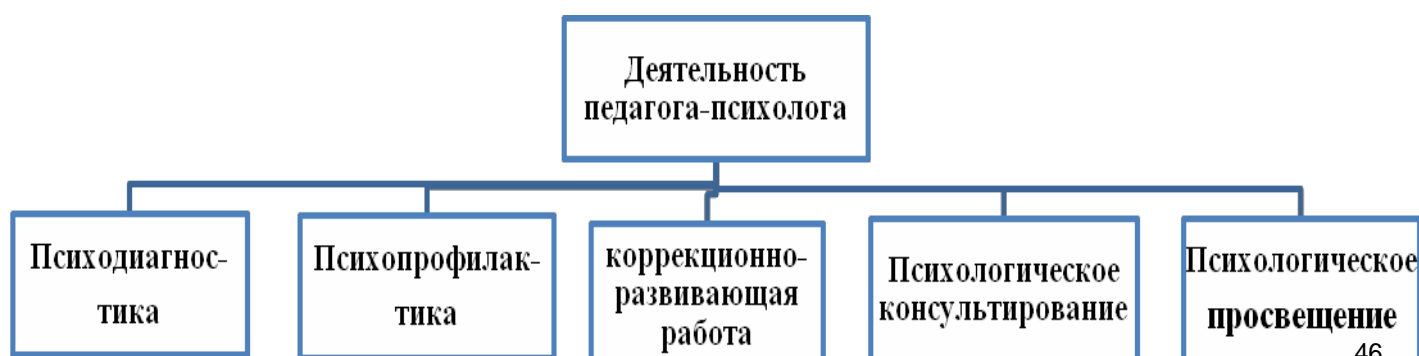 Деятельность
педагога-психолога
Психодиагнос-
тика
Психопрофилак-
тика
коррекционно-
развивающая
работа
Психологическое
консультирование
Психологическое
просвещение
46